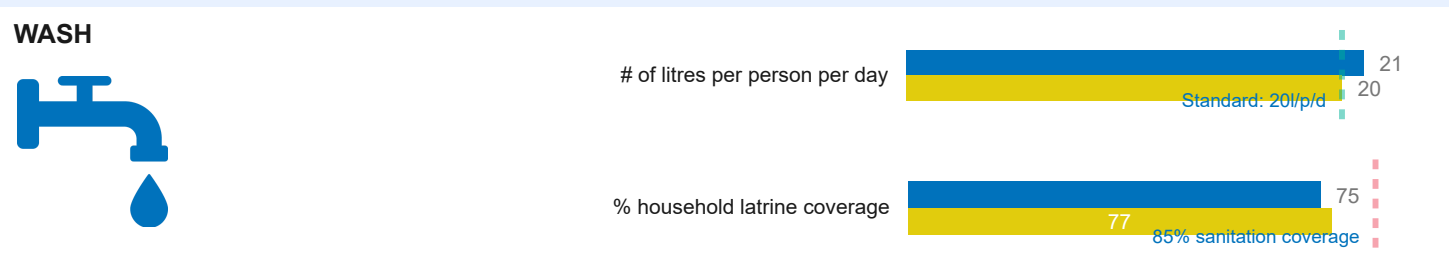 WASH
# of litres per person per day
21
20
Standard: 20l/p/d
% household latrine coverage
75
77
85% sanitation coverage